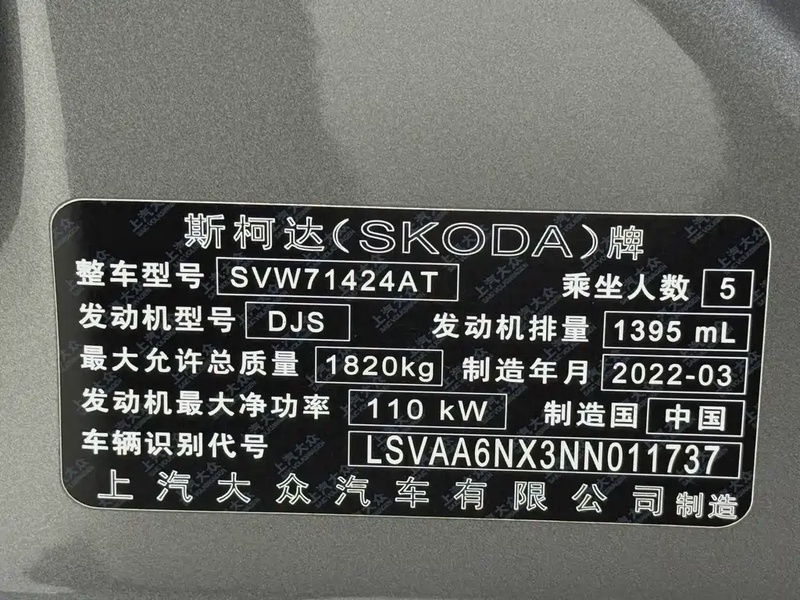 斯柯达(SKODA)牌
整车型号 SVW71424AT 乘坐人数 5
发动机型号 DJS 发动机排量 1395 mL
最大允许总质量 1820kg 制造年月 2022-03
发动机最大净功率 110 kW 制造国 中国
车辆识别代号 LSVAA6NX3NN011737
上汽大众汽车有限公司制造